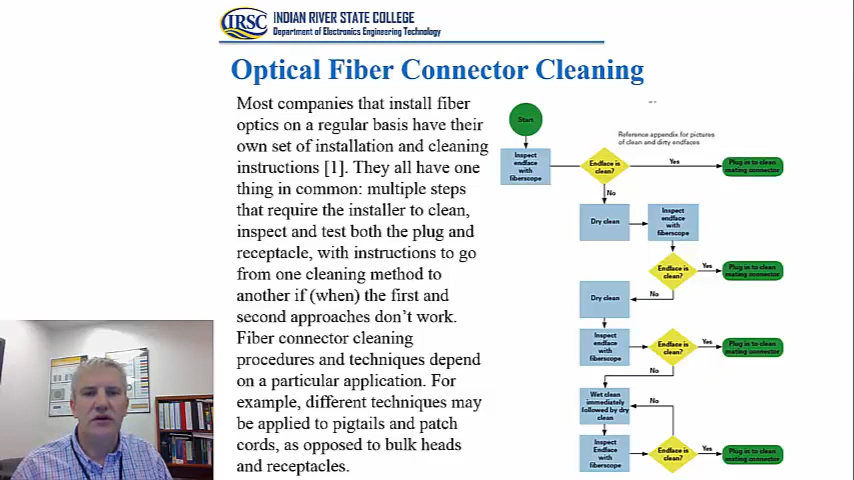 IRSC
INDIAN RIVER STATE COLLEGE
Department of Electronics Engineering Technology
Optical Fiber Connector Cleaning
Most companies that install fiber
optics on a regular basis have their
own set of installation and cleaning
instructions [1]. They all have one
thing in common: multiple steps
that require the installer to clean,
inspect and test both the plug and
receptacle, with instructions to go
from one cleaning method to
another if (when) the first and
second approaches don't work.
Fiber connector cleaning
procedures and techniques depend
on a particular application. For
example, different techniques may
be applied to pigtails and patch
cords, as opposed to bulk heads
and receptacles.
Start
Reference appendix for pictures
of clean and dirty endfaces
Inspect
endface
with
fiberscope
Endface is
clean?
Yes
Plug in to clean
mating connector
No
Dry clean
Inspect
endface
with
fiberscope
Endface is
clean?
Yes
Plug in to clean
mating connector
No
Dry clean
Inspect
endface
with
fiberscope
Endface is
clean?
Yes
Plug in to clean
mating connector
No
Wet clean
immediately
followed by dry
clean
No
Inspect
Endface
with
fiberscope
Endface is
clean?
Yes
Plug in to clean
mating connector